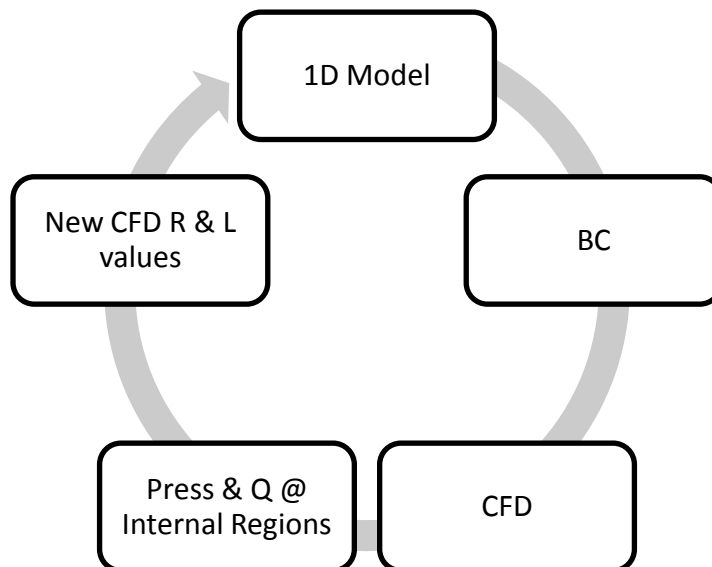 1D Model
BC
CFD
Press & Q @
Internal Regions
New CFD R & L
values